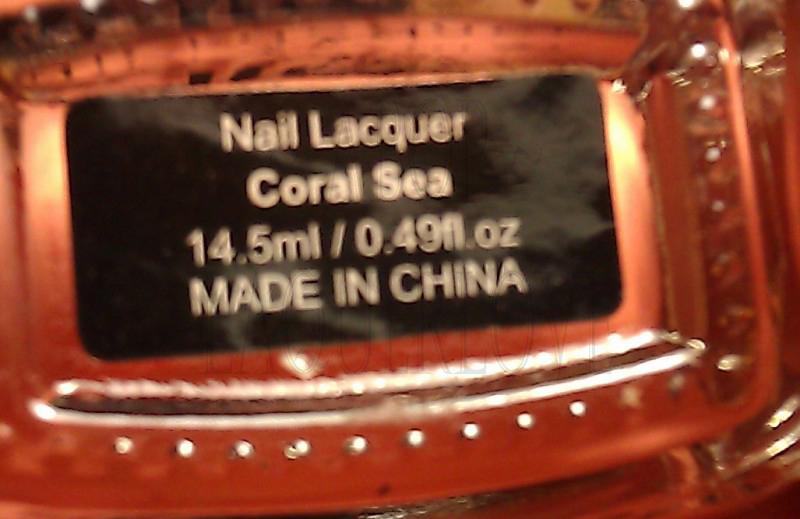 Nail Lacquer
Coral Sea
14.5ml / 0.49fl.oz
MADE IN CHINA